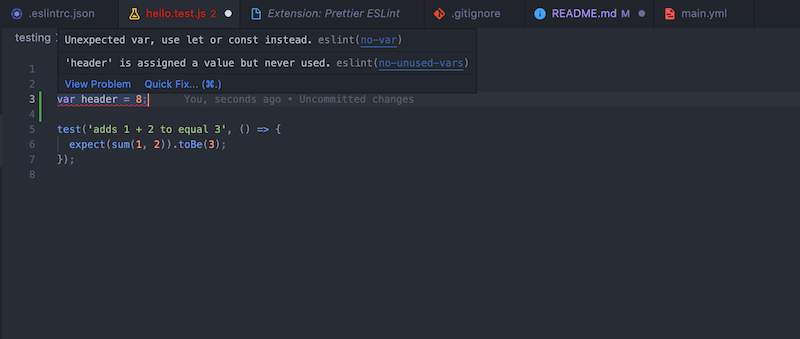 .eslintrc.json hello.test.js 2 Extension: Prettier ESLint .gitignore README.md M main.yml
testing
Unexpected var, use let or const instead. eslint(no-var)
'header' is assigned a value but never used. eslint(no-unused-vars)
View Problem Quick Fix... (⌘.)
1
2
3 var header = 8; You, seconds ago • Uncommitted changes
4
5 test('adds 1 + 2 to equal 3', () => {
6 expect(sum(1, 2)).toBe(3);
7 });
8